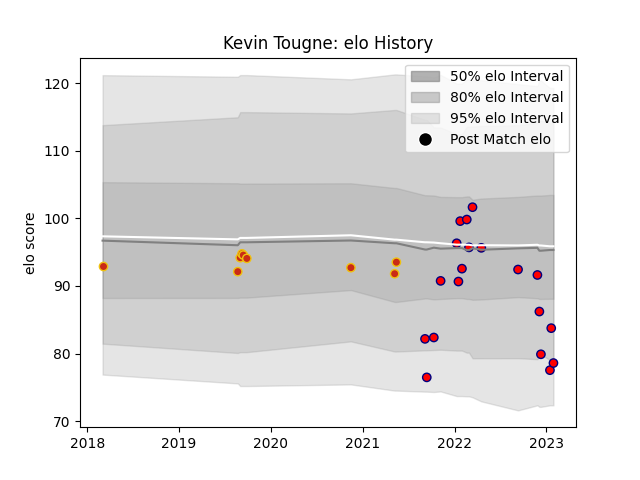 Kevin Tougne: elo History
50% elo Interval
80% elo Interval
95% elo Interval
Post Match elo
elo score
120
110
100
90
80
70
2018
2019
2020
2021
2022
2023